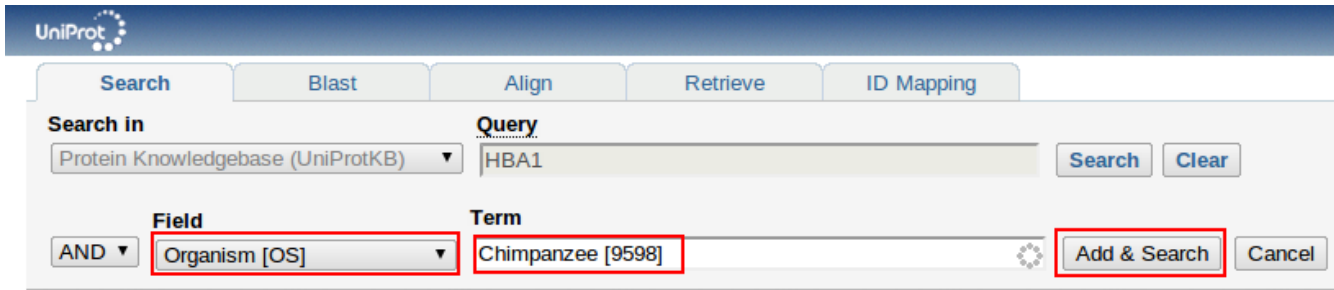 UniProt
Search Blast Align Retrieve ID Mapping
Search in Query
Protein Knowledgebase (UniProtKB) HBA1 Search Clear
Field Term
AND Organism [OS] Chimpanzee [9598] Add & Search Cancel